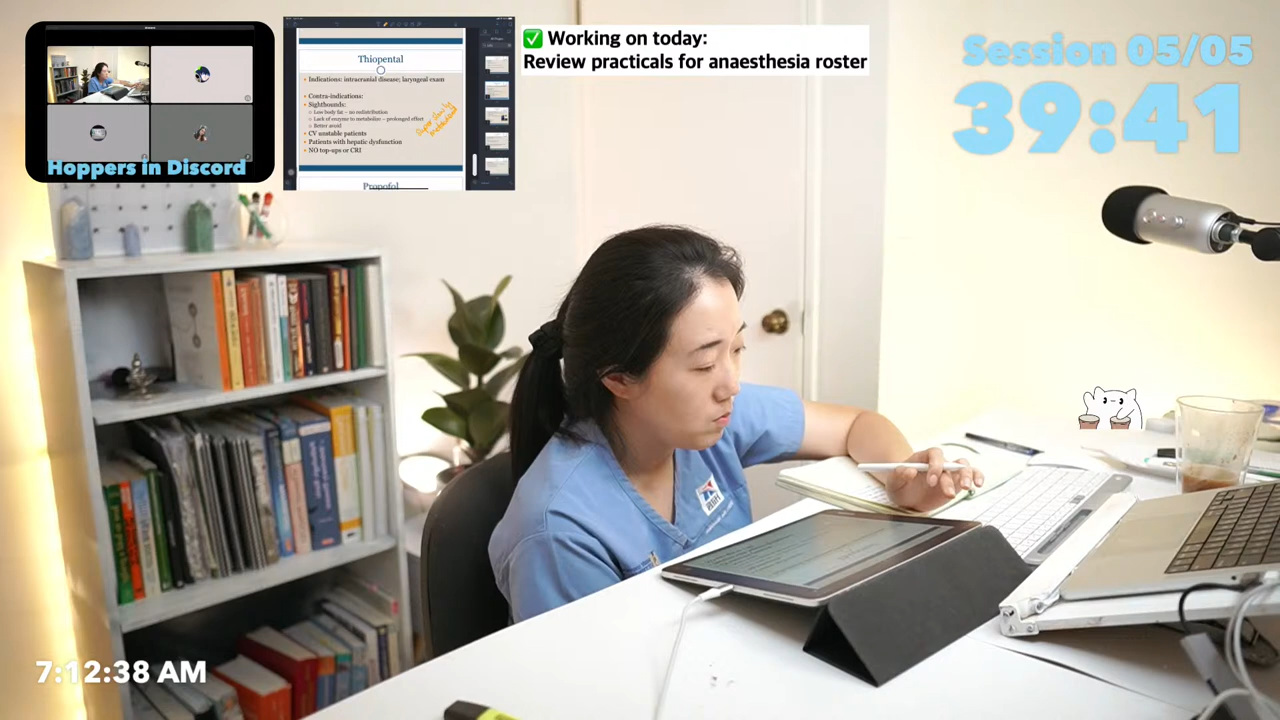 Hoppers in Discord
Thiopental
• Indications: intracranial disease; laryngeal exam
• Contra-indications:
• Sighthounds:
Low body fat – no redistribution
Lack of enzyme to metabolize – prolonged effect
Better avoid
• CV unstable patients
• Patients with hepatic dysfunction
• NO top-ups or CRI
Propofol
✅ Working on today:
Review practicals for anaesthesia roster
Session 05/05
39:41
7:12:38 AM